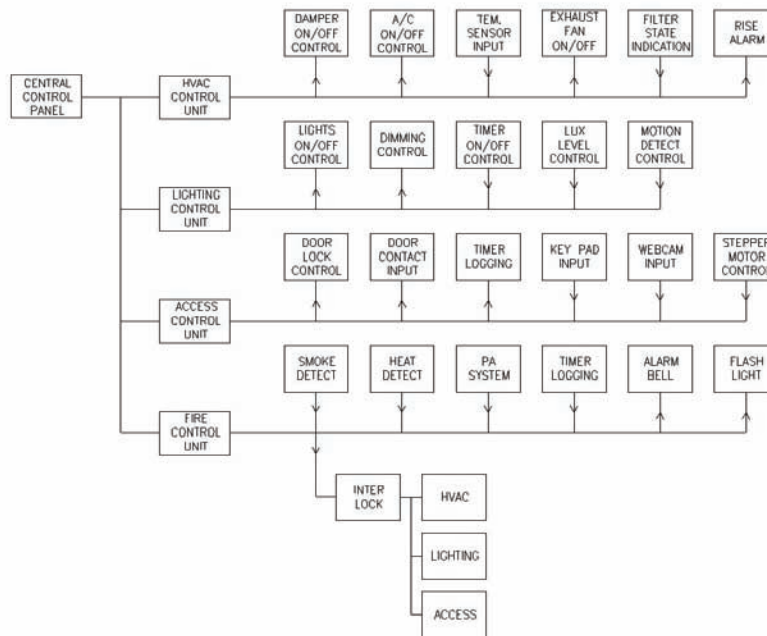 DAMPER
ON/OFF
CONTROL
A/C
ON/OFF
CONTROL
TEM.
SENSOR
INPUT
EXHAUST
FAN
ON/OFF
FILTER
STATE
INDICATION
RISE
ALARM
CENTRAL
CONTROL
PANEL
HVAC
CONTROL
UNIT
LIGHTS
ON/OFF
CONTROL
DIMMING
CONTROL
TIMER
ON/OFF
CONTROL
LUX
LEVEL
CONTROL
MOTION
DETECT
CONTROL
LIGHTING
CONTROL
UNIT
DOOR
LOCK
CONTROL
DOOR
CONTACT
INPUT
TIMER
LOGGING
KEY PAD
INPUT
WEBCAM
INPUT
STEPPER
MOTOR
CONTROL
ACCESS
CONTROL
UNIT
SMOKE
DETECT
HEAT
DETECT
PA
SYSTEM
TIMER
LOGGING
ALARM
BELL
FLASH
LIGHT
FIRE
CONTROL
UNIT
INTER
LOCK
HVAC
LIGHTING
ACCESS